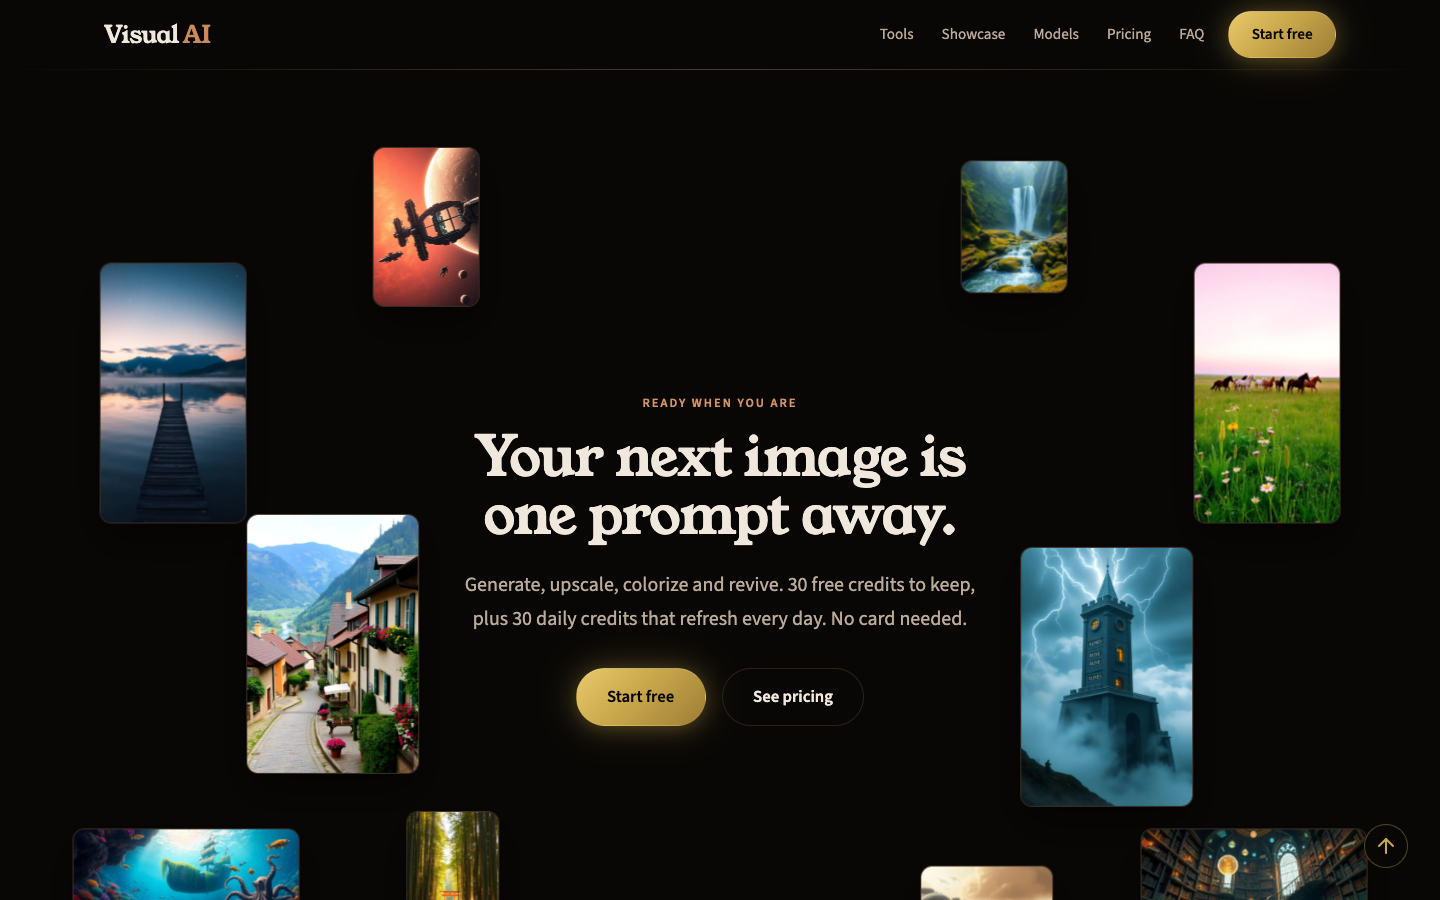 Visual AI
Tools
Showcase
Models
Pricing
FAQ
Start free
READY WHEN YOU ARE
Your next image is
one prompt away.
Generate, upscale, colorize and revive. 30 free credits to keep,
plus 30 daily credits that refresh every day. No card needed.
Start free
See pricing